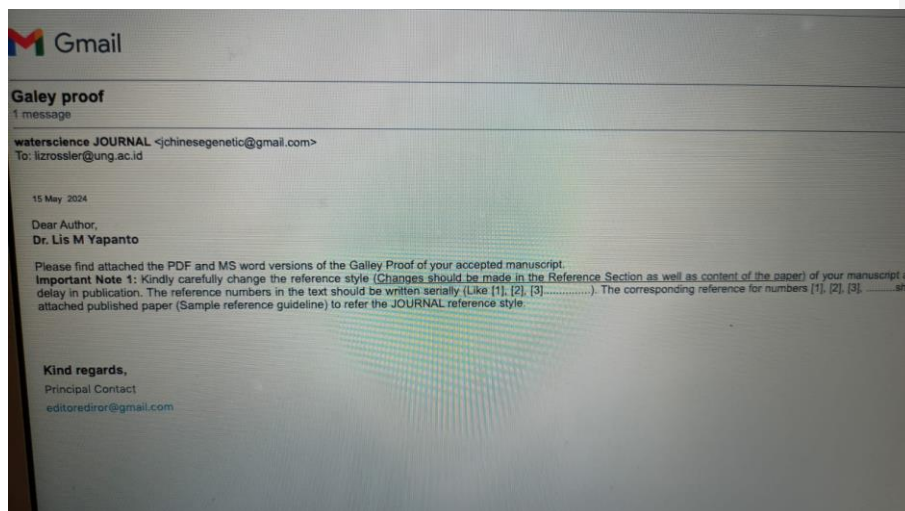 Gmail
Galey proof
1 message
waterscience JOURNAL <jchinesegenetic@gmail.com>
To: lizrossler@ung.ac.id
15 May 2024
Dear Author,
Dr. Lis M Yapanto
Please find attached the PDF and MS word versions of the Galley Proof of your accepted manuscript.
Important Note 1: Kindly carefully change the reference style (Changes should be made in the Reference Section as well as content of the paper) of your manuscript
delay in publication. The reference numbers in the text should be written serially (Like [1], [2], [3]..............). The corresponding reference for numbers [1], [2], [3], ..........
attached published paper (Sample reference guideline) to refer the JOURNAL reference style.
Kind regards,
Principal Contact
editorediror@gmail.com